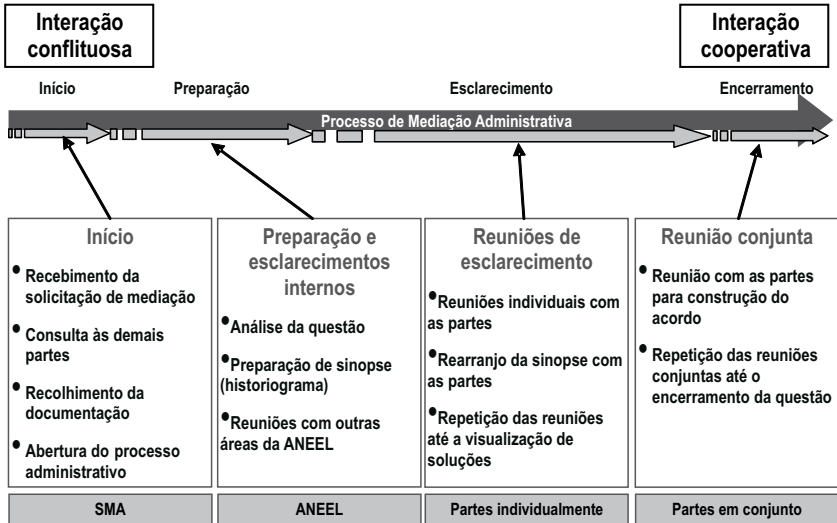 Interação
conflituosa
Interação
cooperativa
Início
Preparação
Esclarecimento
Encerramento
Processo de Mediação Administrativa
Início
• Recebimento da
solicitação de mediação
• Consulta às demais
partes
• Recolhimento da
documentação
• Abertura do processo
administrativo
SMA
Preparação e
esclarecimentos
internos
•Análise da questão
•Preparação de sinopse
(historiograma)
•Reuniões com outras
áreas da ANEEL
ANEEL
Reuniões de
esclarecimento
•Reuniões individuais com
as partes
•Rearranjo da sinopse com
as partes
•Repetição das reuniões
até a visualização de
soluções
Partes individualmente
Reunião conjunta
• Reunião com as partes
para construção do
acordo
• Repetição das reuniões
conjuntas até o
encerramento da questão
Partes em conjunto